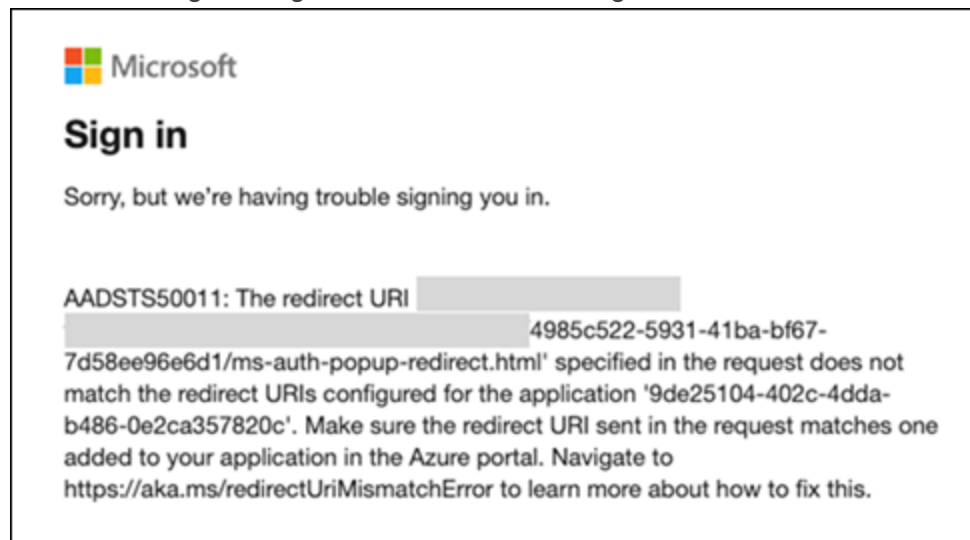 Microsoft
Sign in
Sorry, but we're having trouble signing you in.
AADSTS50011: The redirect URI
4985c522-5931-41ba-bf67-
7d58ee96e6d1/ms-auth-popup-redirect.html' specified in the request does not
match the redirect URIs configured for the application '9de25104-402c-4dda-
b486-0e2ca357820c'. Make sure the redirect URI sent in the request matches one
added to your application in the Azure portal. Navigate to
https://aka.ms/redirectUriMismatchError to learn more about how to fix this.